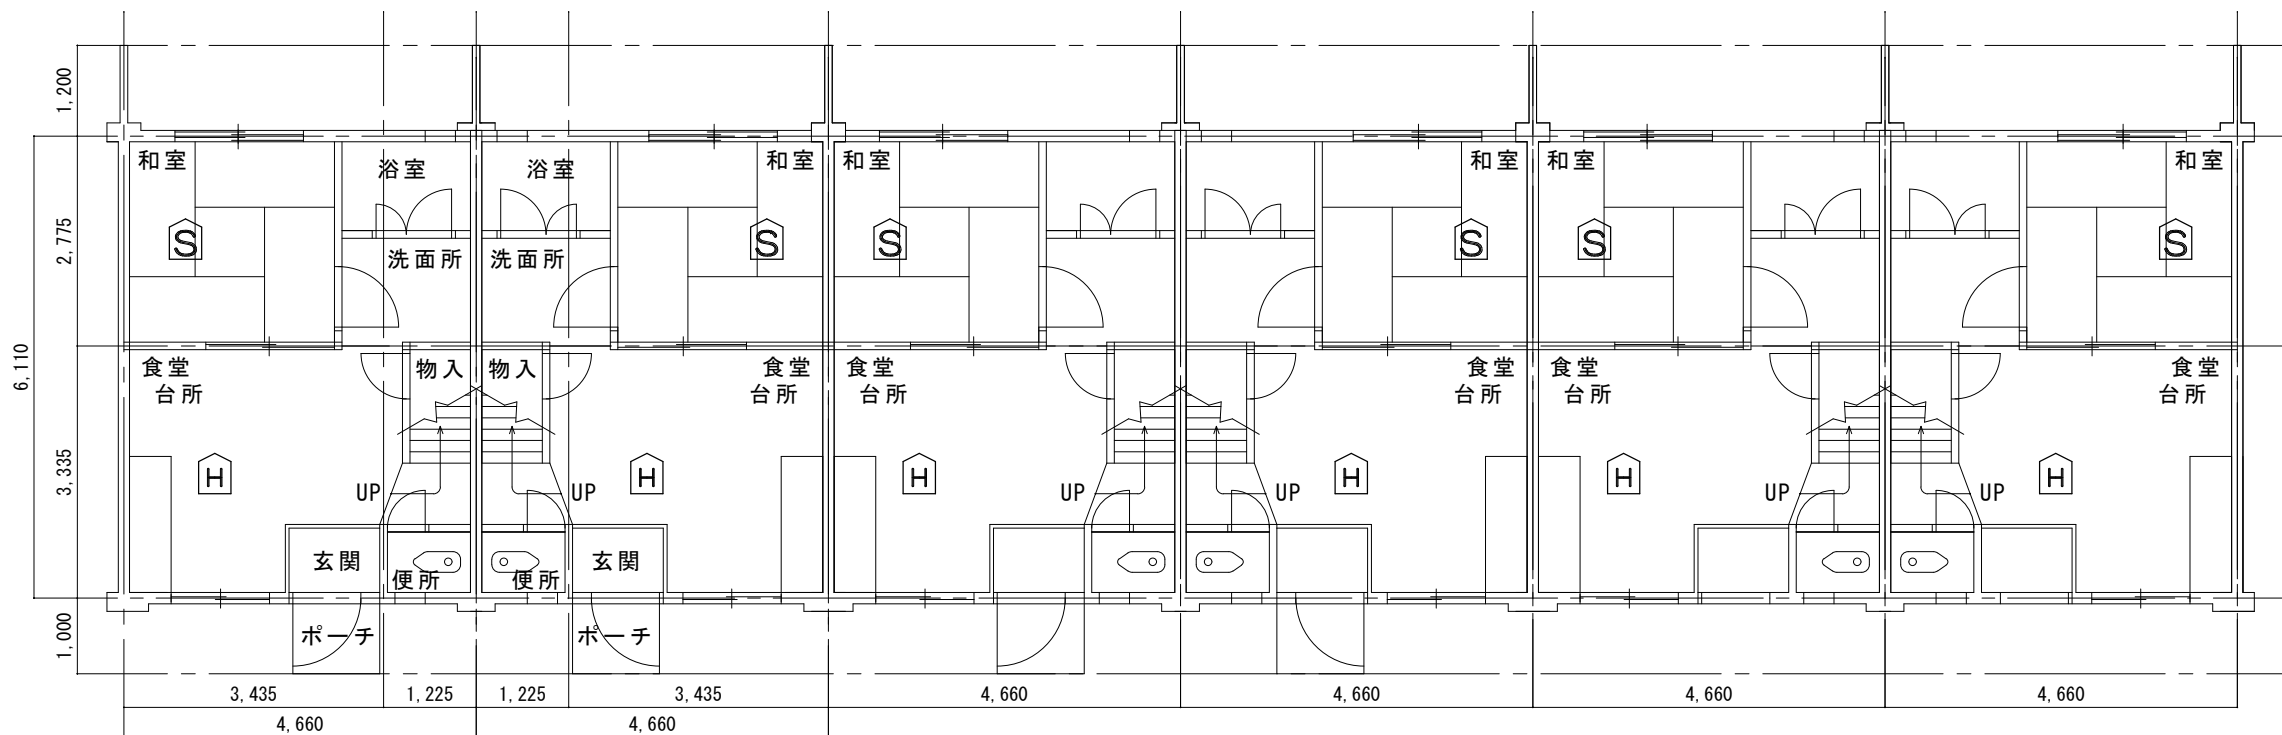 1,200
和室
浴室
浴室
和室
和室
和室
和室
和室
S
S
S
S
S
S
2,775
洗面所
洗面所
6,110
食堂
台所
物入
物入
食堂
台所
食堂
台所
食堂
台所
食堂
台所
食堂
台所
3,335
H
H
H
H
H
H
UP
UP
UP
UP
UP
UP
玄関
便所
便所
玄関
1,000
ポーチ
ポーチ
3,435
1,225
1,225
3,435
4,660
4,660
4,660
4,660
4,660
4,660